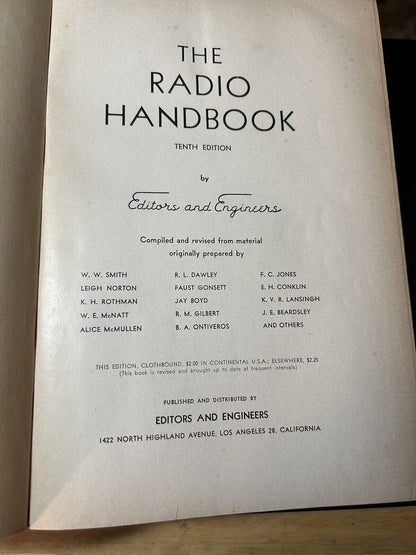 THE
RADIO
HANDBOOK
TENTH EDITION
by
Editors and Engineers
Compiled and revised from material
originally prepared by
W. W. SMITH R. L. DAWLEY F. C. JONES
LEIGH NORTON FAUST GONSETT E. H. CONKLIN
K. H. ROTHMAN JAY BOYD K. V. R. LANSINGH
W. E. McNATT R. M. GILBERT J. E. BEARDSLEY
ALICE McMULLEN B. A. ONTIVEROS AND OTHERS
THIS EDITION, CLOTHBOUND, $2.00 IN CONTINENTAL U.S.A.; ELSEWHERE, $2.25
(This book is revised and brought up to date at frequent intervals)
PUBLISHED AND DISTRIBUTED BY
EDITORS AND ENGINEERS
1422 NORTH HIGHLAND AVENUE, LOS ANGELES 28, CALIFORNIA